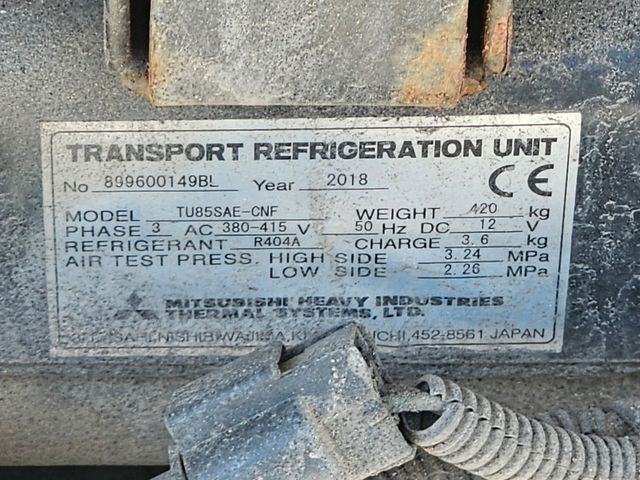 TRANSPORT REFRIGERATION UNIT
No 899600149BL Year 2018 CE
MODEL TU85SAE-CNF WEIGHT 420 kg
PHASE 3 AC 380-415 V 50 Hz DC 12 V
REFRIGERANT R404A CHARGE 3.6 kg
AIR TEST PRESS. HIGH SIDE 3.24 MPa
LOW SIDE 2.26 MPa
MITSUBISHI HEAVY INDUSTRIES
THERMAL SYSTEMS, LTD.
452-8561 JAPAN